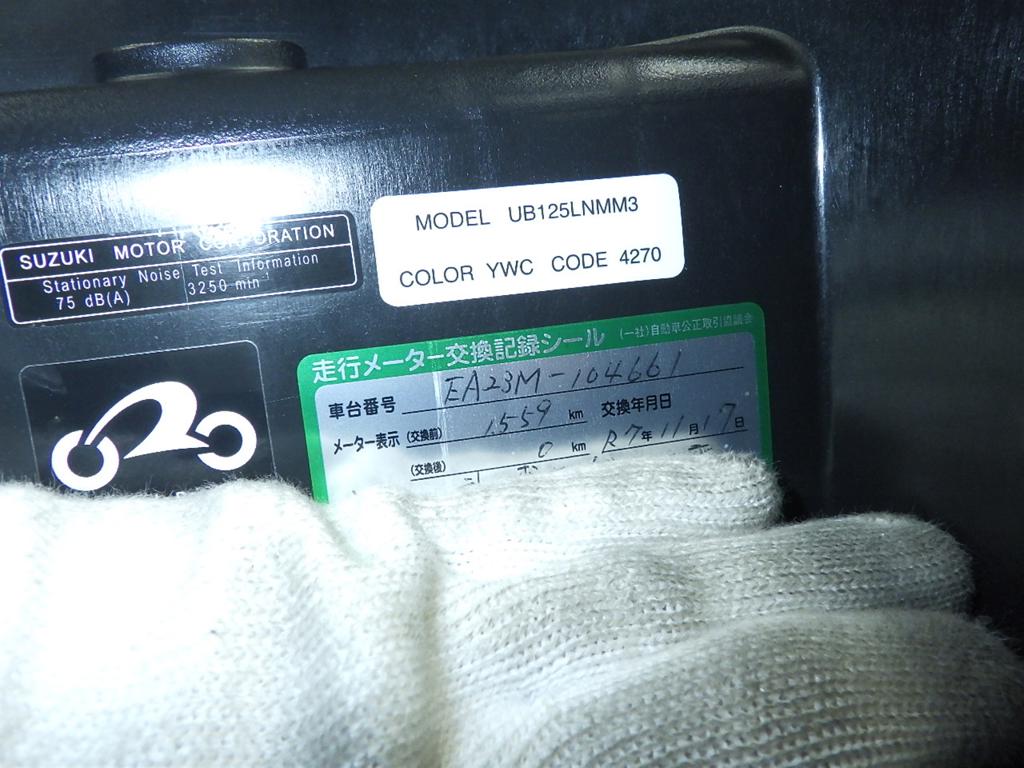 MODEL UB125LNMM3
COLOR YWC CODE 4270
SUZUKI MOTOR CORPORATION
Stationary Noise Test Information
75 dB(A) 3250 min⁻¹
走行メーター交換記録シール (一社)自動車公正取引協議会
車台番号 EA23M-104661
メーター表示 (交換前) 1559 km 交換年月日
(交換後) 0 km R7年11月17日